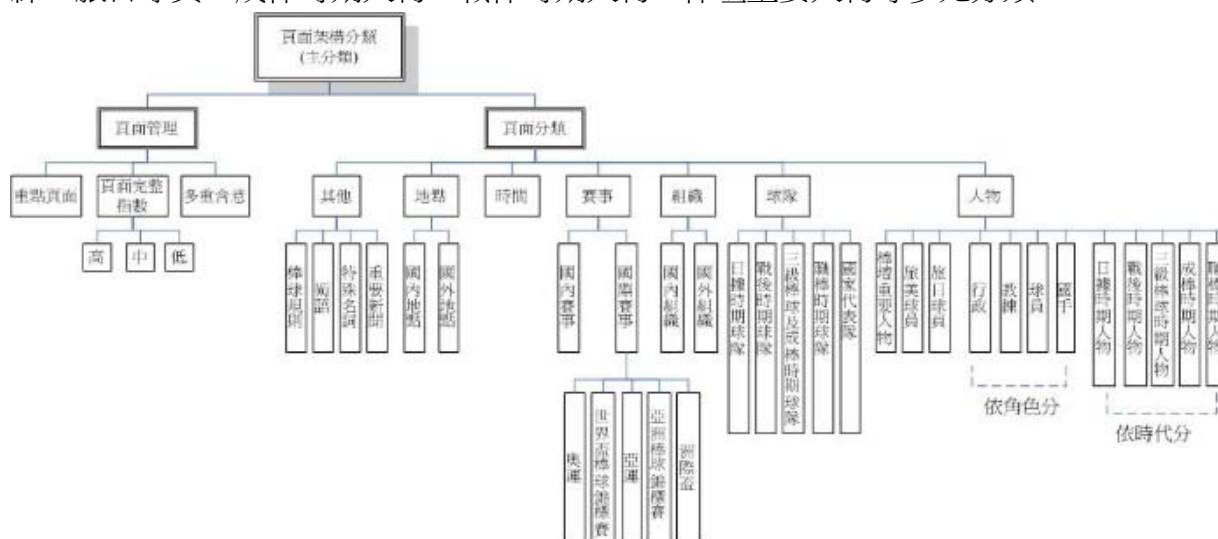 頁面架構分類
(主分類)
頁面管理
頁面分類
重點頁面
頁面完整
指數
多重含意
其他
地點
時間
賽事
組織
球隊
人物
高
中
低
棒球規則
術語
特殊名詞
重要新聞
國內地點
國外地點
國內賽事
國際賽事
國內組織
國外組織
日據時期球隊
戰後時期球隊
三級棒球及成棒時期球隊
職棒時期球隊
國家代表隊
棒壇重要人物
旅美球員
旅日球員
行政
教練
球員
國手
日據時期人物
戰後時期人物
三級棒球時期人物
成棒時期人物
職棒時期人物
依角色分
依時代分
奧運
世界盃棒球錦標賽
亞運
亞洲棒球錦標賽
洲際盃